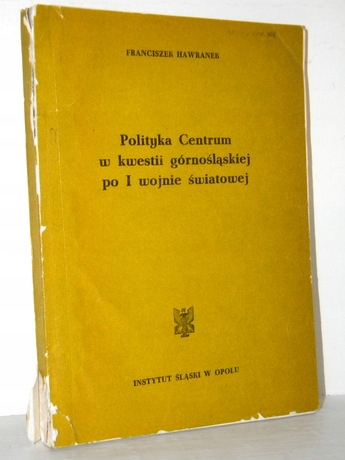 FRANCISZEK HAWRANEK
Polityka Centrum
w kwestii górnośląskiej
po I wojnie światowej
INSTYTUT ŚLĄSKI W OPOLU